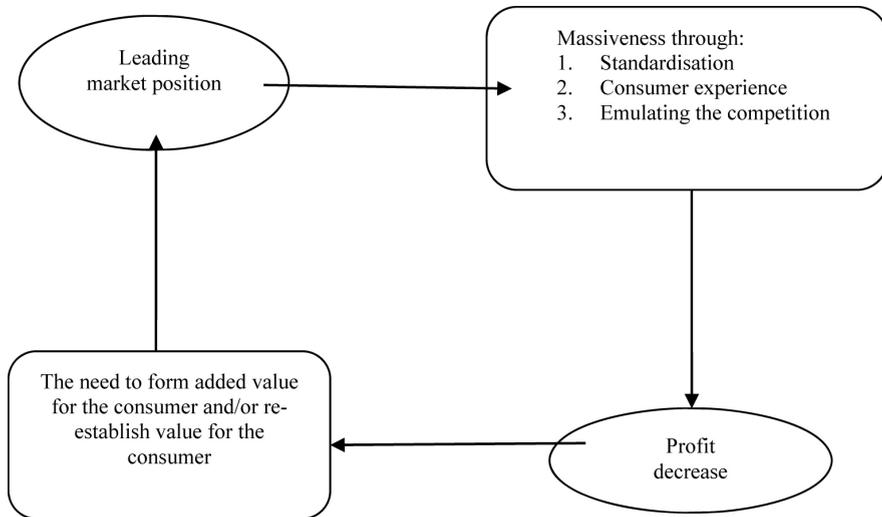 Leading
market position
Massiveness through:
1. Standardisation
2. Consumer experience
3. Emulating the competition
The need to form added value
for the consumer and/or re-
establish value for the
consumer
Profit
decrease